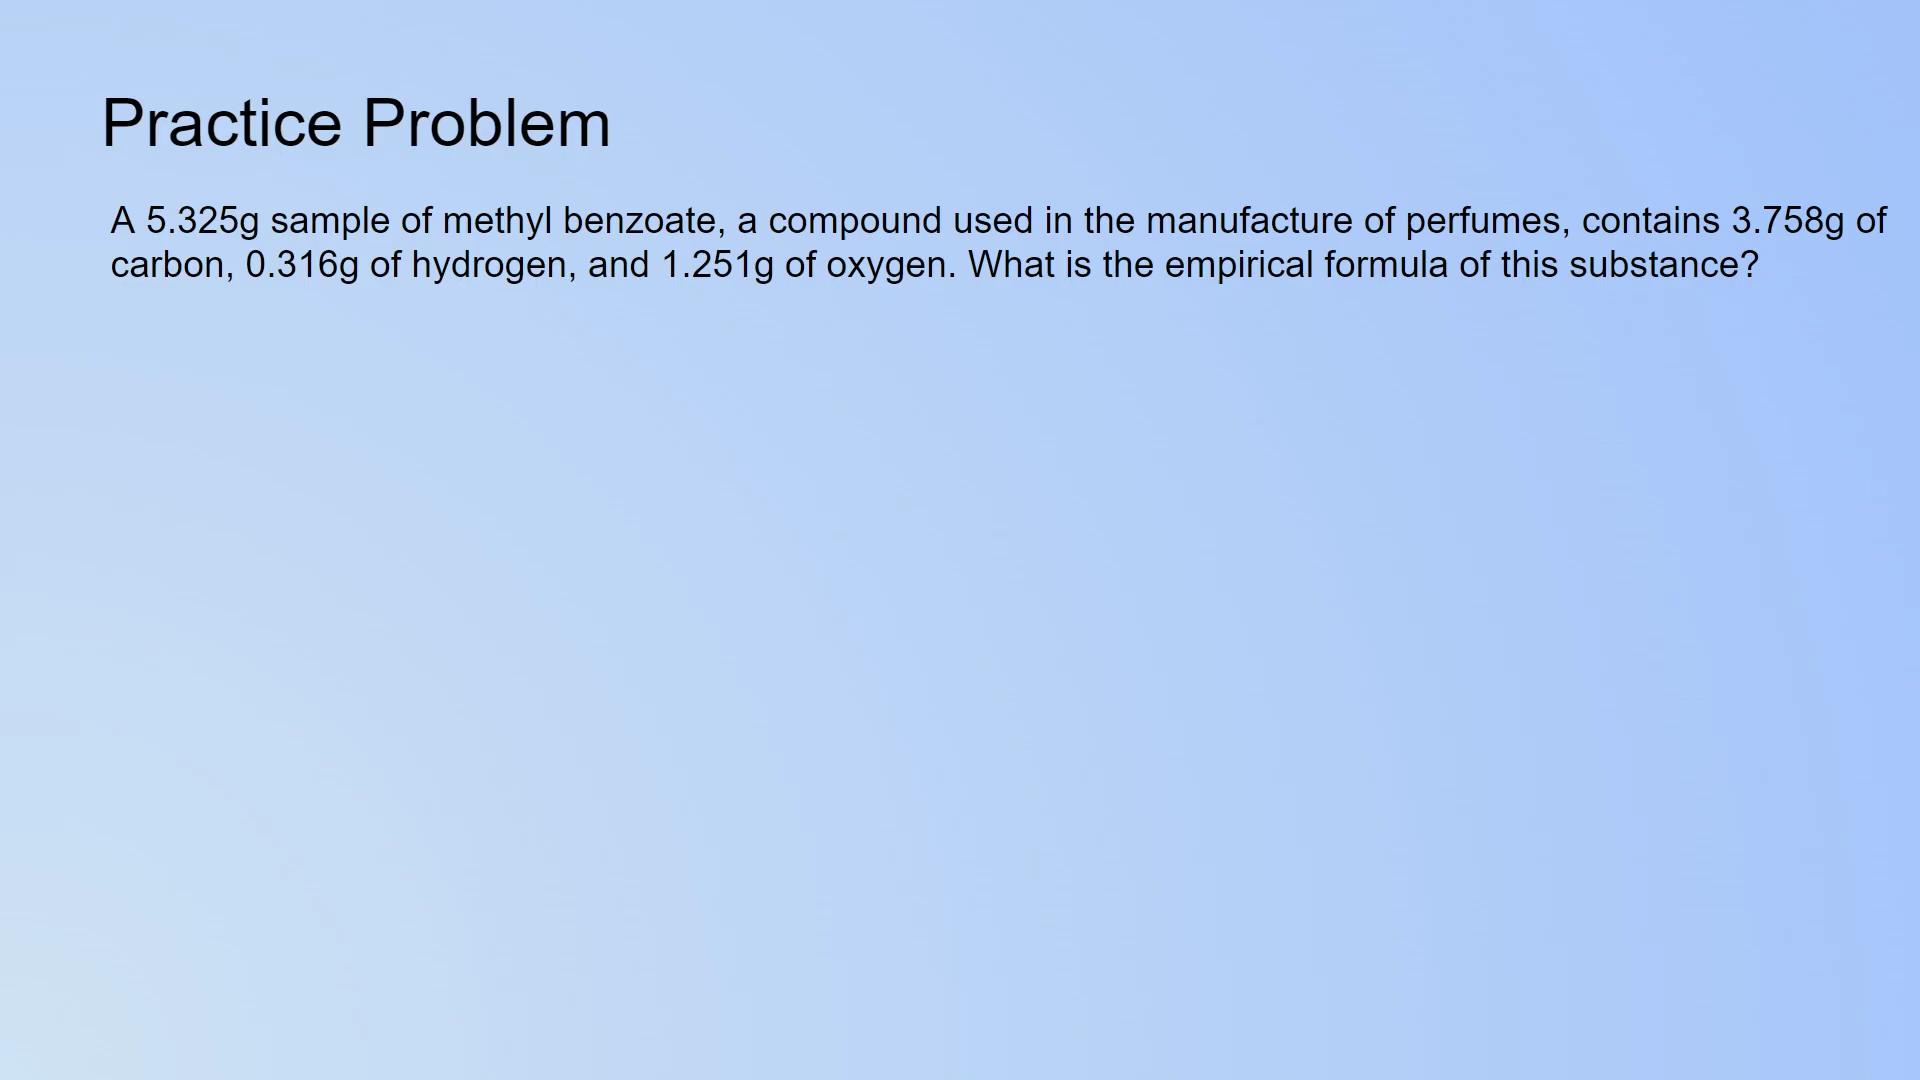 Practice Problem
A 5.325g sample of methyl benzoate, a compound used in the manufacture of perfumes, contains 3.758g of
carbon, 0.316g of hydrogen, and 1.251g of oxygen. What is the empirical formula of this substance?